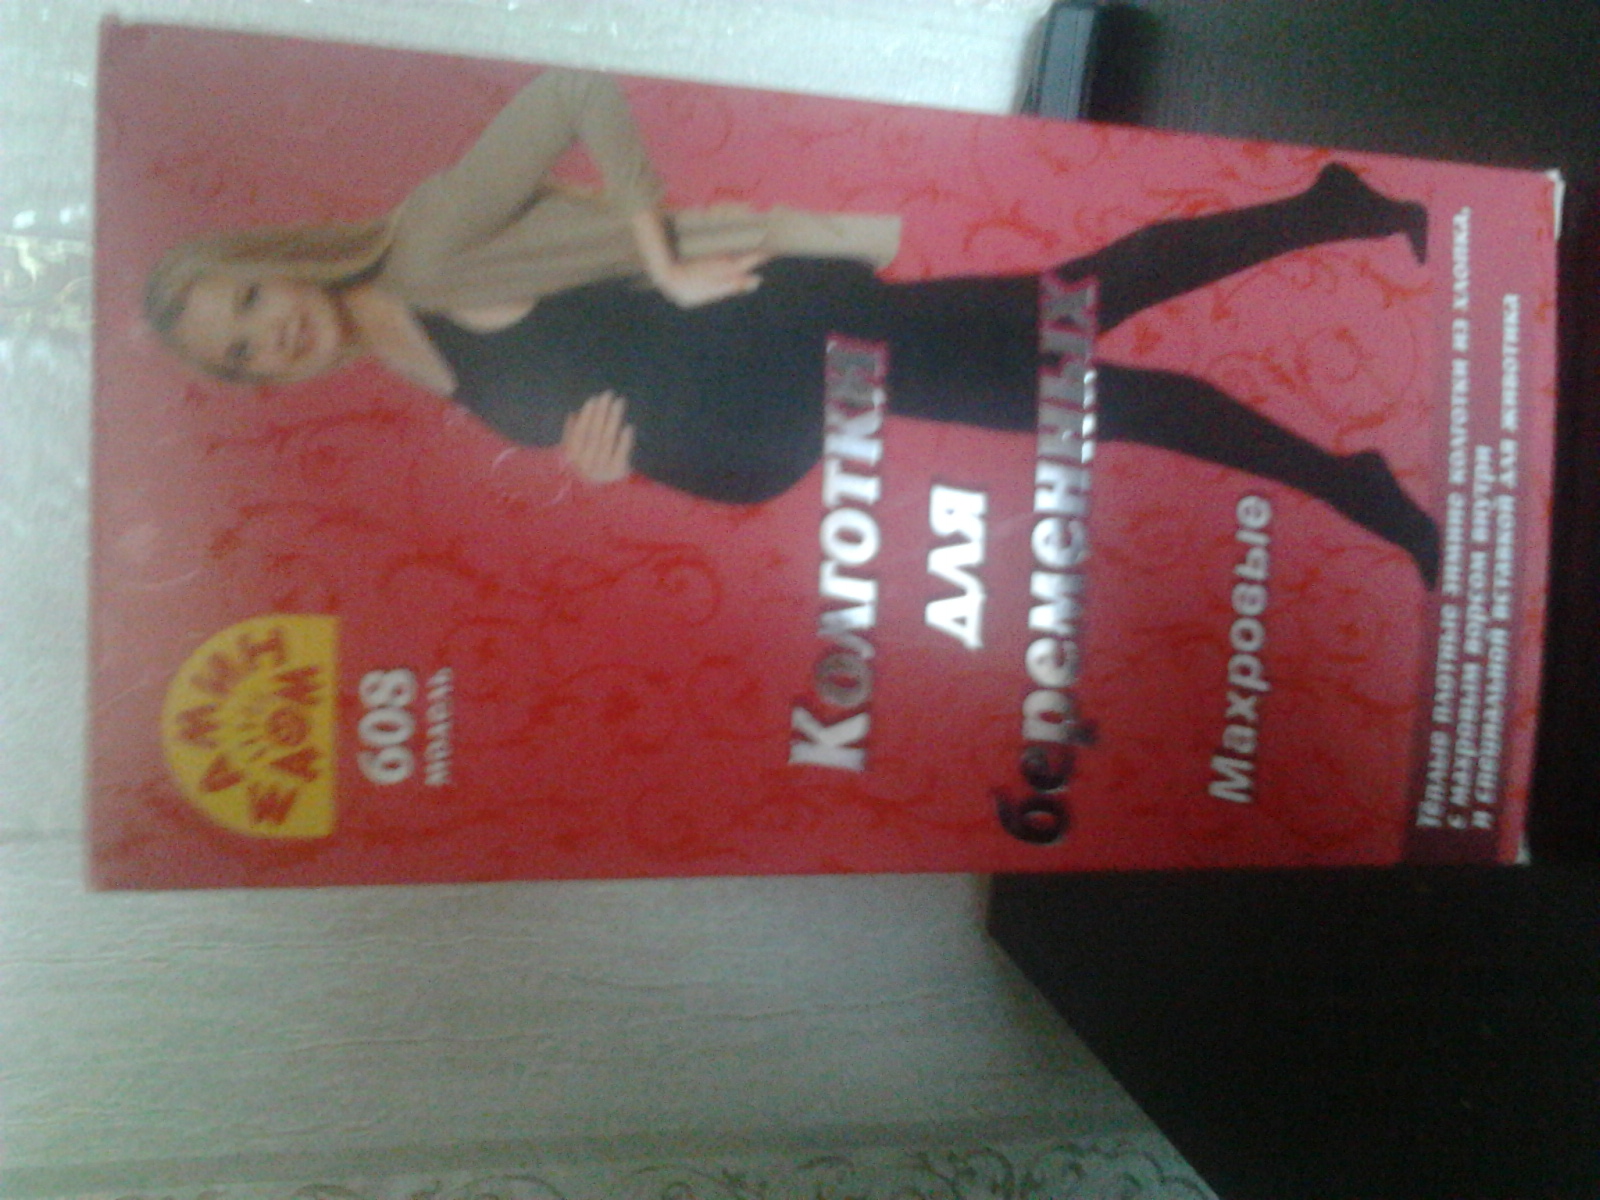 МАМИН ДОМ
608
модель
Колготки
для
беременных
Махровые
Тёплые плотные зимние колготки из хлопка,
с махровым ворсом внутри
и специальной вставкой для животика